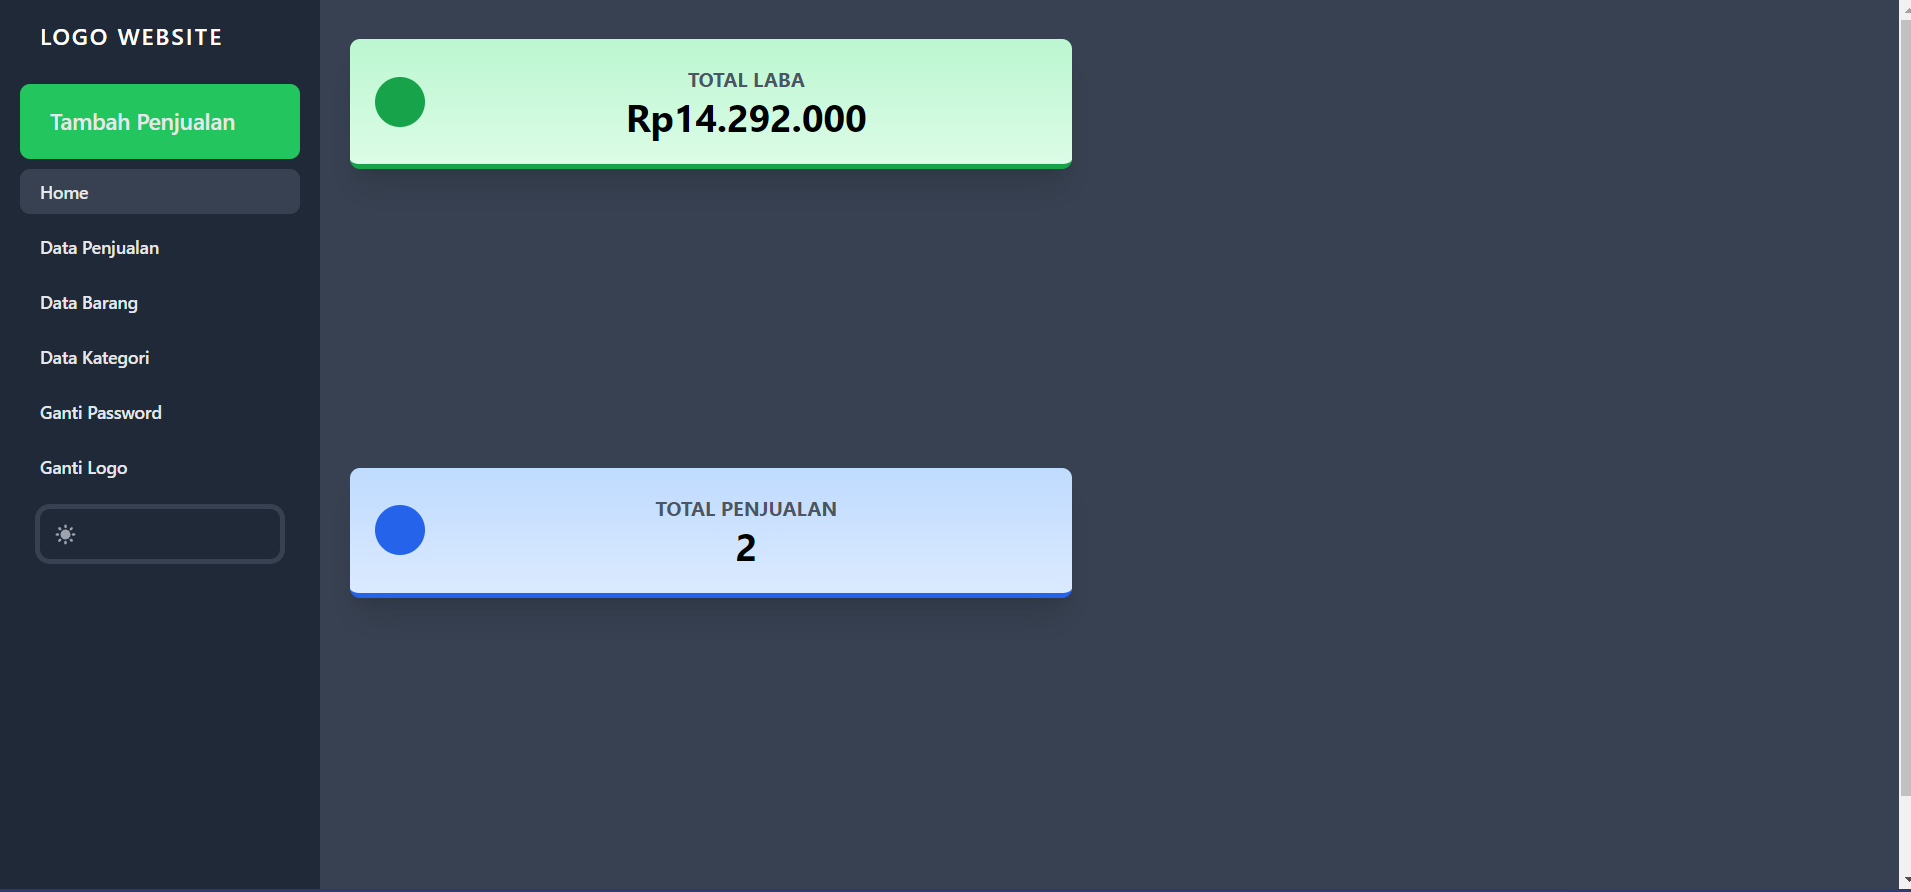 LOGO WEBSITE
Tambah Penjualan
Home
Data Penjualan
Data Barang
Data Kategori
Ganti Password
Ganti Logo
TOTAL LABA
Rp14.292.000
TOTAL PENJUALAN
2